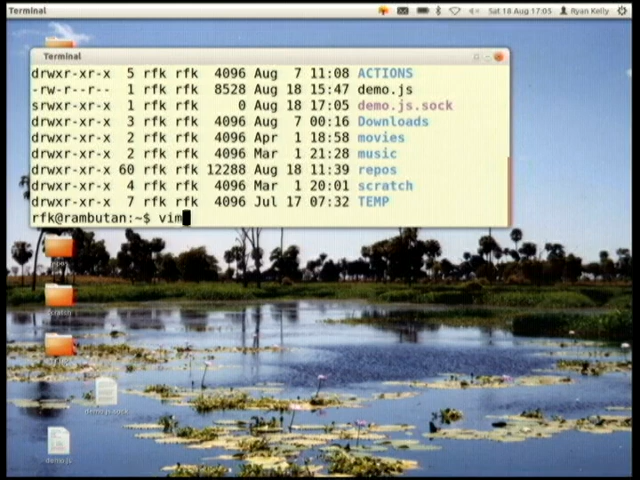 Terminal
Sat 18 Aug 17:05 Ryan Kelly
Terminal
drwxr-xr-x 5 rfk rfk 4096 Aug 7 11:08 ACTIONS
-rw-r--r-- 1 rfk rfk 8528 Aug 18 15:47 demo.js
srwxr-xr-x 1 rfk rfk 0 Aug 18 17:05 demo.js.sock
drwxr-xr-x 3 rfk rfk 4096 Aug 7 00:16 Downloads
drwxr-xr-x 2 rfk rfk 4096 Apr 1 18:58 movies
drwxr-xr-x 2 rfk rfk 4096 Mar 1 21:28 music
drwxr-xr-x 60 rfk rfk 12288 Aug 18 11:39 repos
drwxr-xr-x 4 rfk rfk 4096 Mar 1 20:01 scratch
drwxr-xr-x 7 rfk rfk 4096 Jul 17 07:32 TEMP
rfk@rambutan:~$ vim
repos
scratch
demo.js.sock
demo.js